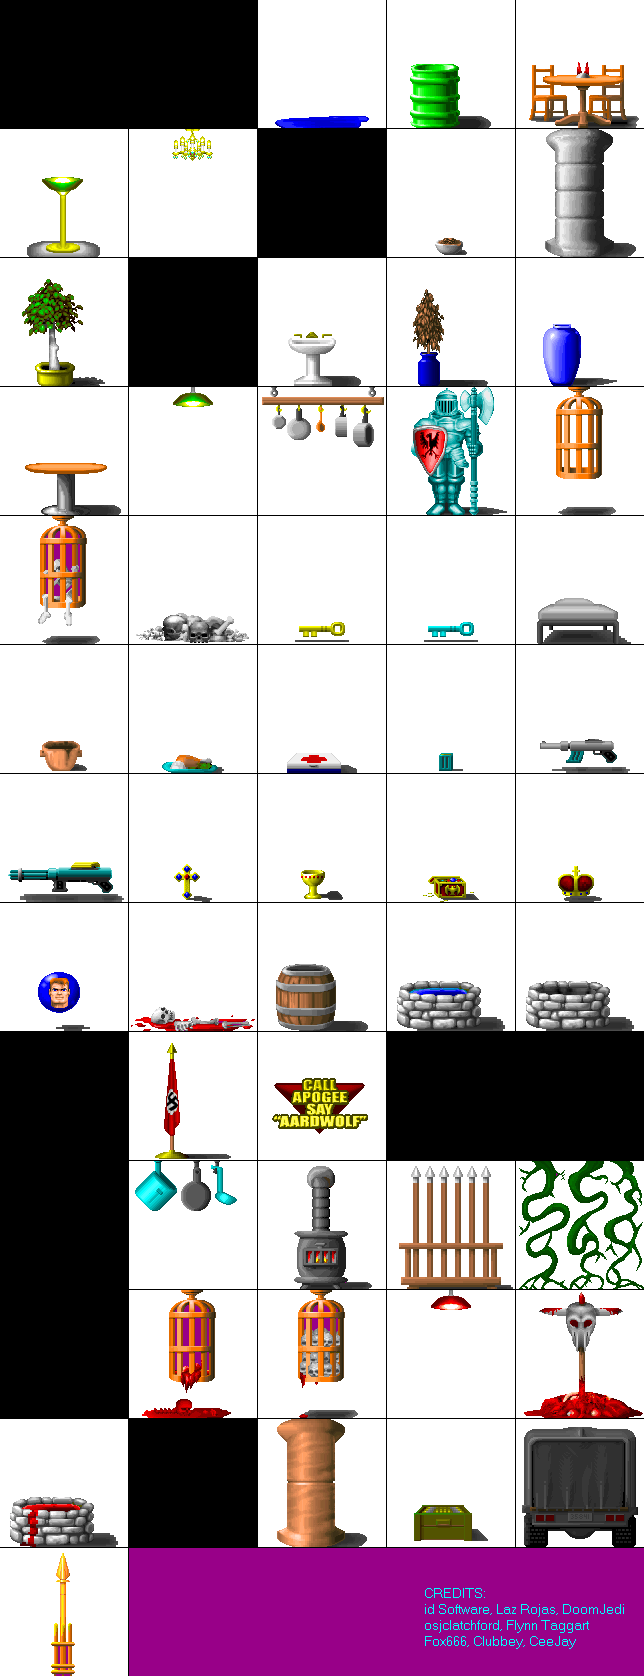 CALL
APOGEE
SAY
"AARDWOLF"
CREDITS:
id Software, Laz Rojas, DoomJedi
osjclatchford, Flynn Taggart
Fox666, Clubbey, CeeJay